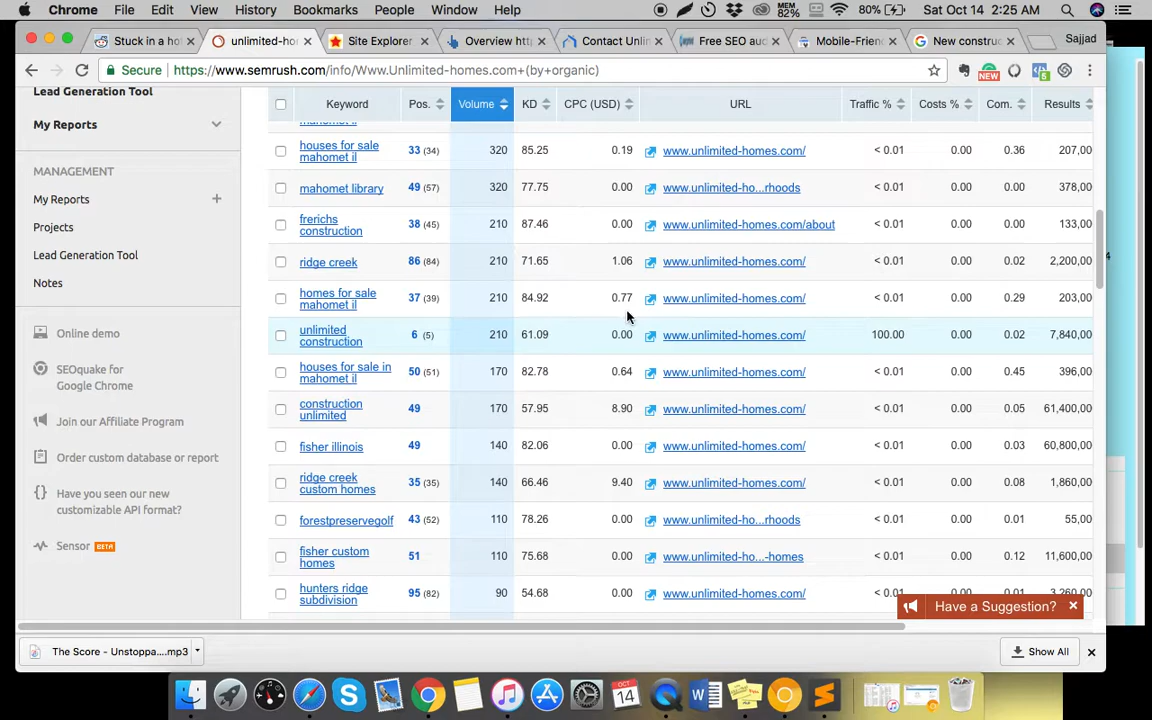 Chrome File Edit View History Bookmarks People Window Help MEM 82% 80% Sat Oct 14 2:25 AM
Stuck in a ho × unlimited-ho × Site Explorer × Overview htt × Contact Unlin × Free SEO aud × Mobile-Frien × New construc × Sajjad
Secure https://www.semrush.com/info/Www.Unlimited-homes.com+(by+organic) NEW 5
Lead Generation Tool
My Reports
MANAGEMENT
My Reports +
Projects
Lead Generation Tool
Notes
Online demo
SEOquake for
Google Chrome
Join our Affiliate Program
Order custom database or report
Have you seen our new
customizable API format?
Sensor BETA
Keyword Pos. Volume KD CPC (USD) URL Traffic % Costs % Com. Results
mahomet il
houses for sale
mahomet il 33 (34) 320 85.25 0.19 www.unlimited-homes.com/ < 0.01 0.00 0.36 207,00
mahomet library 49 (57) 320 77.75 0.00 www.unlimited-ho...rhoods < 0.01 0.00 0.00 378,00
frerichs
construction 38 (45) 210 87.46 0.00 www.unlimited-homes.com/about < 0.01 0.00 0.00 133,00
ridge creek 86 (84) 210 71.65 1.06 www.unlimited-homes.com/ < 0.01 0.00 0.02 2,200,00
homes for sale
mahomet il 37 (39) 210 84.92 0.77 www.unlimited-homes.com/ < 0.01 0.00 0.29 203,00
unlimited
construction 6 (5) 210 61.09 0.00 www.unlimited-homes.com/ 100.00 0.00 0.02 7,840,00
houses for sale in
mahomet il 50 (51) 170 82.78 0.64 www.unlimited-homes.com/ < 0.01 0.00 0.45 396,00
construction
unlimited 49 170 57.95 8.90 www.unlimited-homes.com/ < 0.01 0.00 0.05 61,400,00
fisher illinois 49 140 82.06 0.00 www.unlimited-homes.com/ < 0.01 0.00 0.03 60,800,00
ridge creek
custom homes 35 (35) 140 66.46 9.40 www.unlimited-homes.com/ < 0.01 0.00 0.08 1,860,00
forestpreservegolf 43 (52) 110 78.26 0.00 www.unlimited-ho...rhoods < 0.01 0.00 0.01 55,00
fisher custom
homes 51 110 75.68 0.00 www.unlimited-ho...-homes < 0.01 0.00 0.12 11,600,00
hunters ridge
subdivision 95 (82) 90 54.68 0.00 www.unlimited-homes.com/ < 0.01 0.00 0.01 3,260,00
Have a Suggestion? ×
The Score - Unstoppa....mp3 Show All
OCT
14